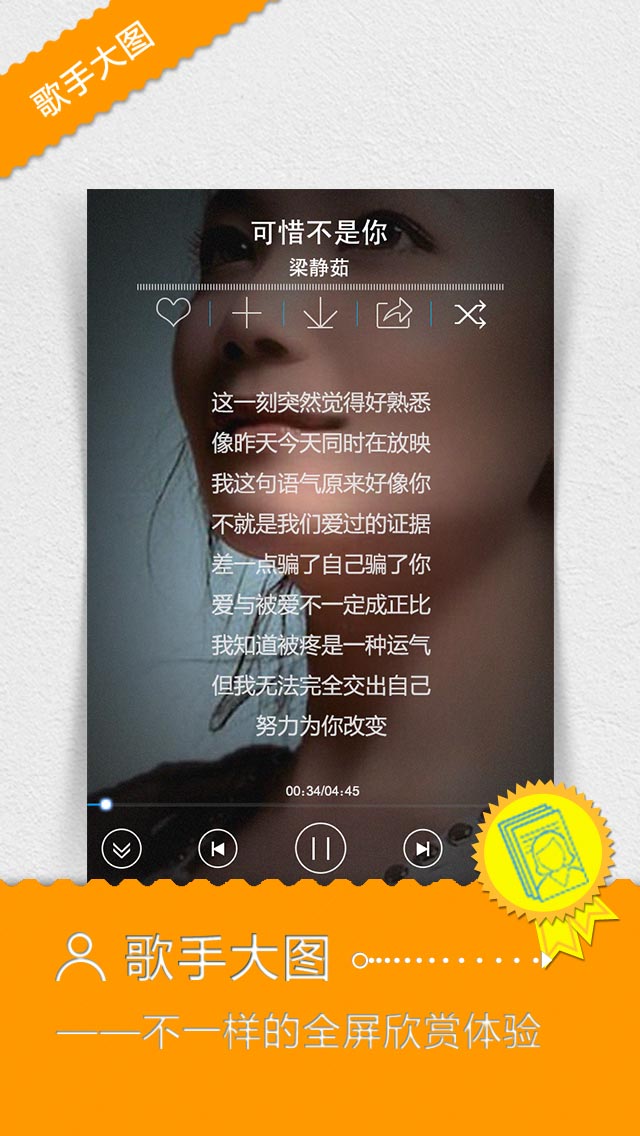 歌手大图
可惜不是你
梁静茹
这一刻突然觉得好熟悉
像昨天今天同时在放映
我这句语气原来好像你
不就是我们爱过的证据
差一点骗了自己骗了你
爱与被爱不一定成正比
我知道被疼是一种运气
但我无法完全交出自己
努力为你改变
00:34/04:45
歌手大图
——不一样的全屏欣赏体验